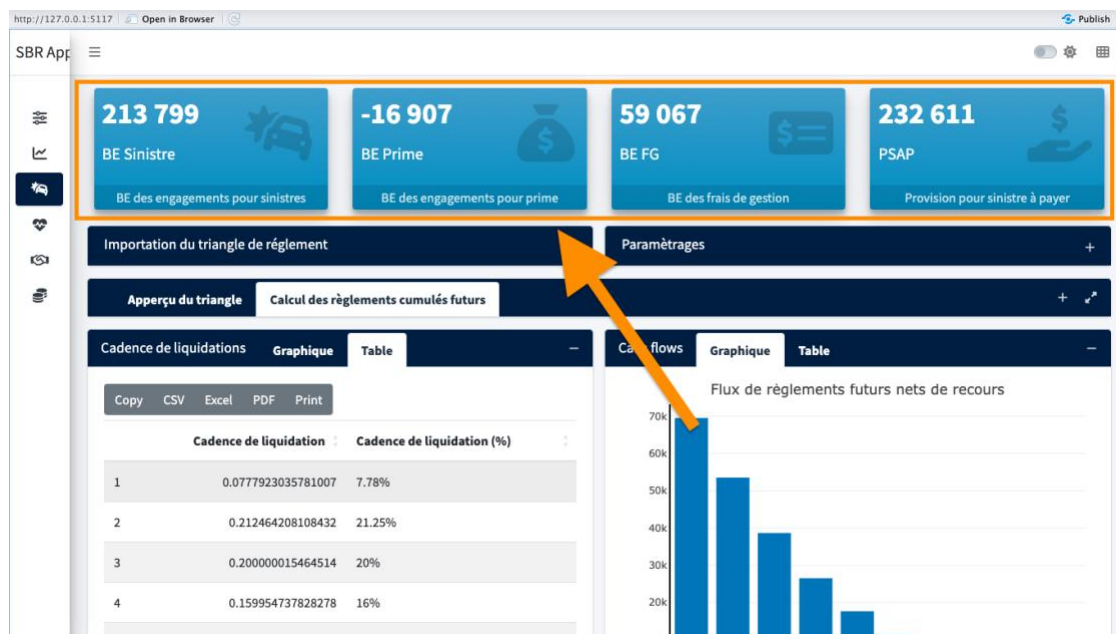 http://127.0.0.1:5117 Open in Browser Publish
SBR App
213 799
BE Sinistre
BE des engagements pour sinistres
-16 907
BE Prime
BE des engagements pour prime
59 067
BE FG
BE des frais de gestion
232 611
PSAP
Provision pour sinistre à payer
Importation du triangle de réglement
Paramètrages +
Apperçu du triangle Calcul des règlements cumulés futurs +
Cadence de liquidations Graphique Table −
flows Graphique Table −
Copy CSV Excel PDF Print
Cadence de liquidation Cadence de liquidation (%)
1 0.0777923035781007 7.78%
2 0.212464208108432 21.25%
3 0.200000015464514 20%
4 0.159954737828278 16%
Flux de règlements futurs nets de recours
70k
60k
50k
40k
30k
20k